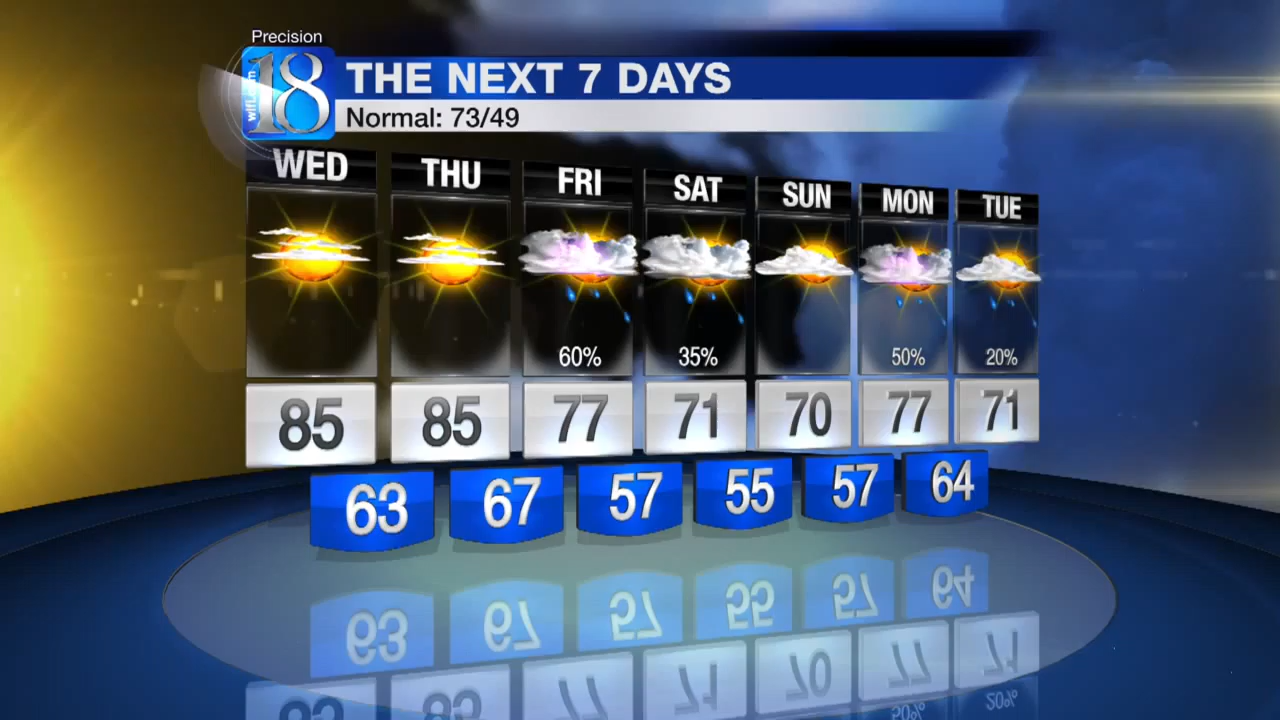 Precision
wlfi.com
18
THE NEXT 7 DAYS
Normal: 73/49
WED THU FRI SAT SUN MON TUE
60% 35% 50% 20%
85 85 77 71 70 77 71
63 67 57 55 57 64